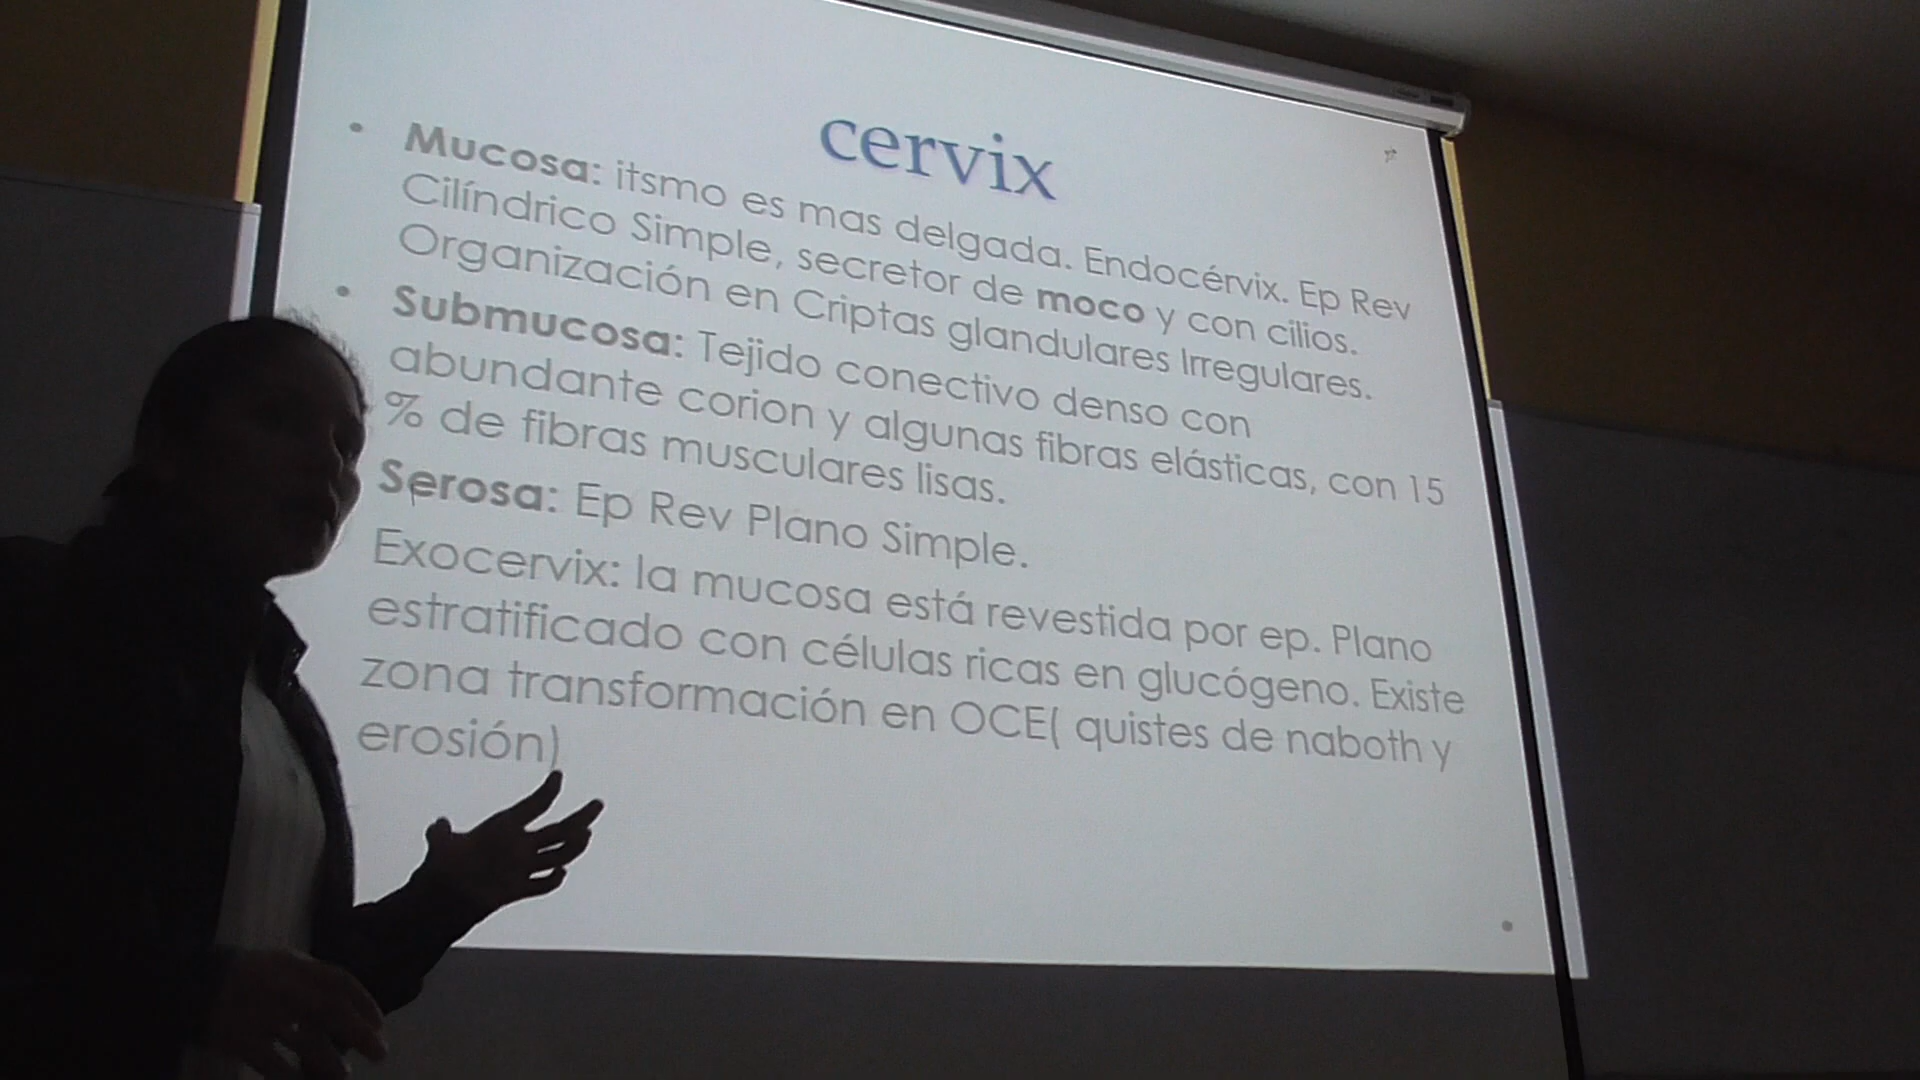 cervix
• Mucosa: itsmo es mas delgada. Endocérvix. Ep Rev
Cilíndrico Simple, secretor de moco y con cilios.
Organización en Criptas glandulares Irregulares.
• Submucosa: Tejido conectivo denso con
abundante corion y algunas fibras elásticas, con 15
% de fibras musculares lisas.
Serosa: Ep Rev Plano Simple.
Exocervix: la mucosa está revestida por ep. Plano
estratificado con células ricas en glucógeno. Existe
zona transformación en OCE( quistes de naboth y
erosión)